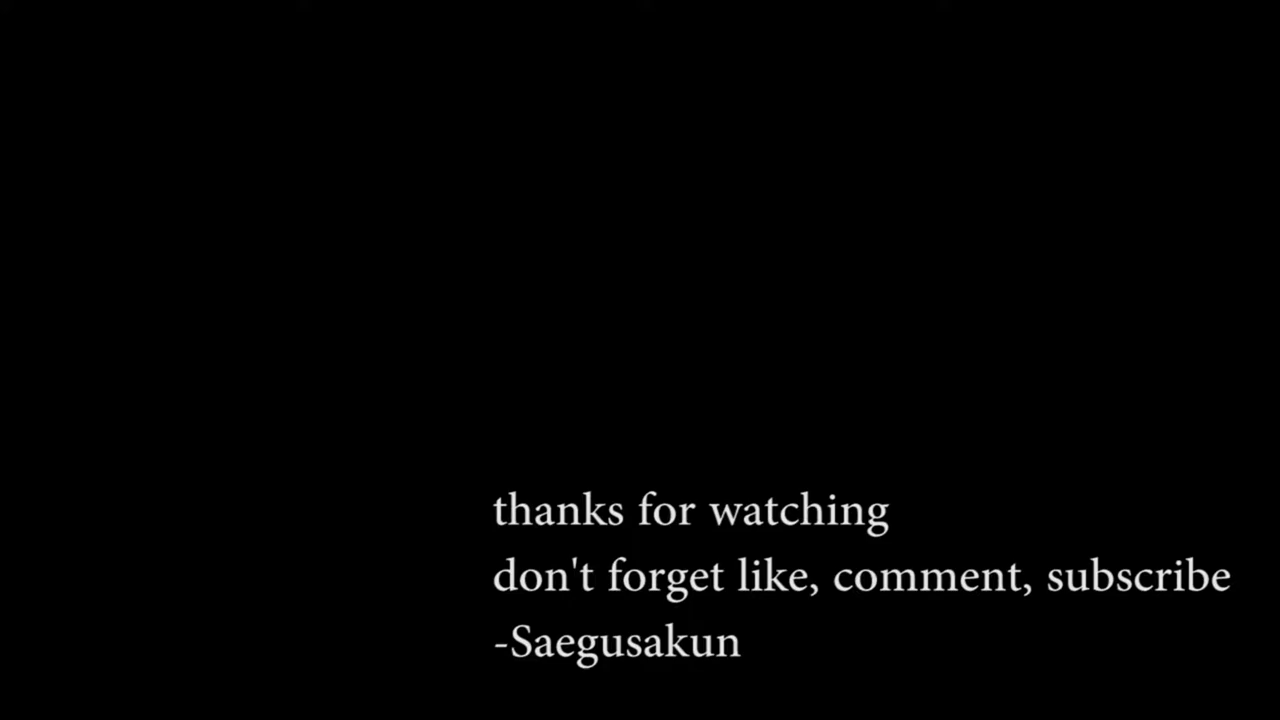 thanks for watching
don't forget like, comment, subscribe
-Saegusakun